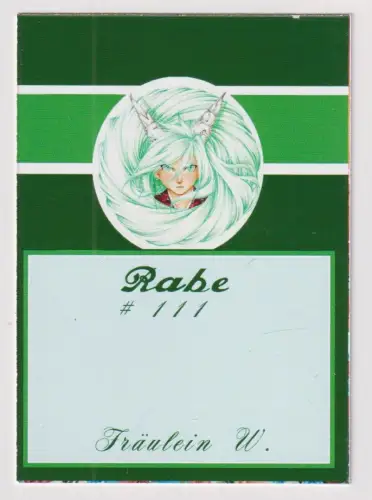 Rabe
# 111
Fräulein W.